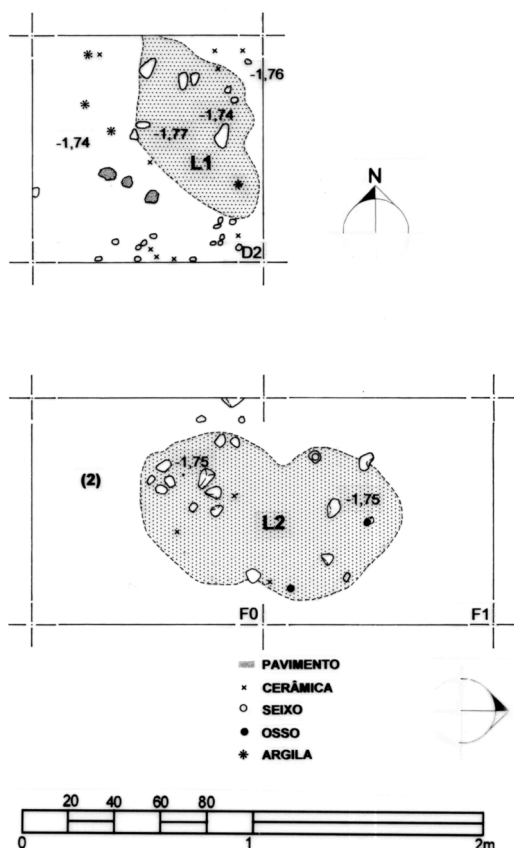 -1,76
-1,74
-1,74
-1,77
L1
N
D2
(2)
-1,75
-1,75
L2
F0
F1
PAVIMENTO
CERÂMICA
SEIXO
OSSO
ARGILA
20 40 60 80
0 1 2m